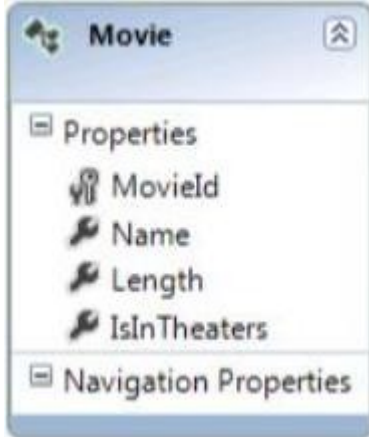 Movie
Properties
MovieId
Name
Length
IsInTheaters
Navigation Properties